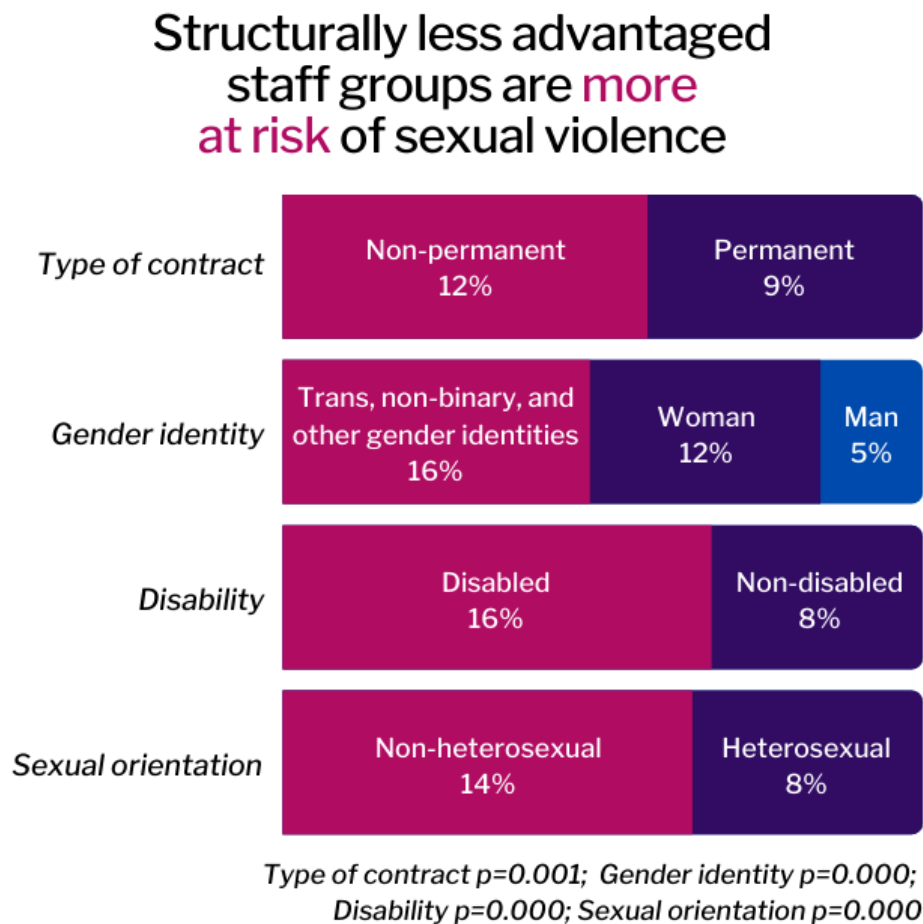 Structurally less advantaged
staff groups are more
at risk of sexual violence
Type of contract
Non-permanent
12%
Permanent
9%
Gender identity
Trans, non-binary, and
other gender identities
16%
Woman
12%
Man
5%
Disability
Disabled
16%
Non-disabled
8%
Sexual orientation
Non-heterosexual
14%
Heterosexual
8%
Type of contract p=0.001; Gender identity p=0.000;
Disability p=0.000; Sexual orientation p=0.000